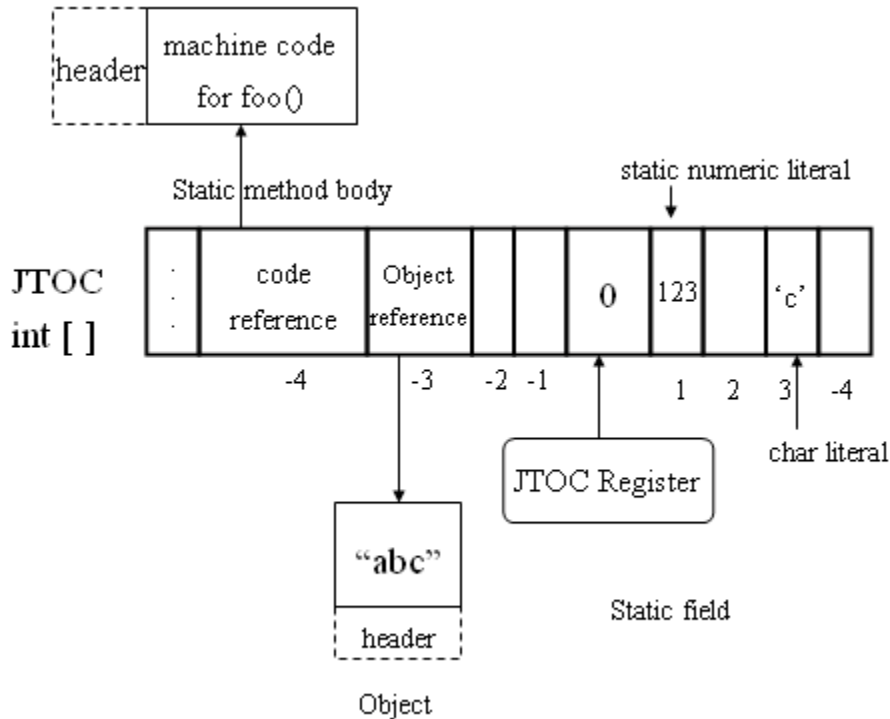 header
machine code
for foo()
Static method body
static numeric literal
JTOC
int [ ]
.
.
.
code
reference
Object
reference
0
123
‘c’
-4
-3
-2
-1
1
2
3
-4
JTOC Register
char literal
“abc”
header
Object
Static field